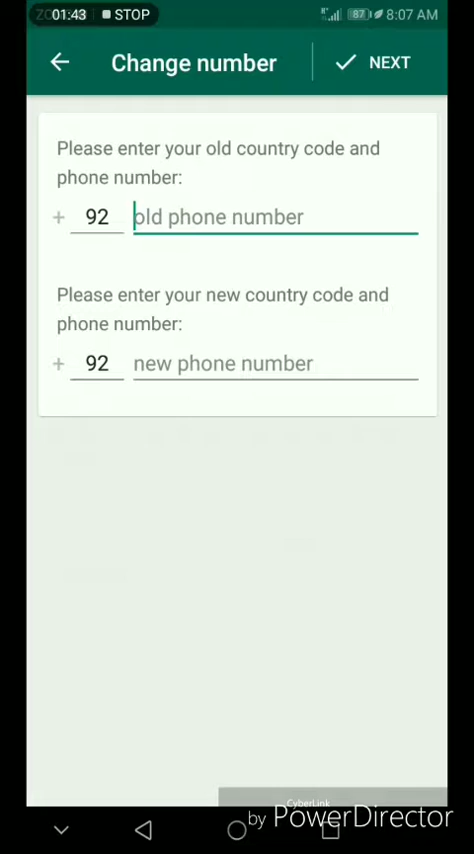 01:43 STOP 87 8:07 AM
Change number NEXT
Please enter your old country code and
phone number:
+ 92 old phone number
Please enter your new country code and
phone number:
+ 92 new phone number
CyberLink
by PowerDirector